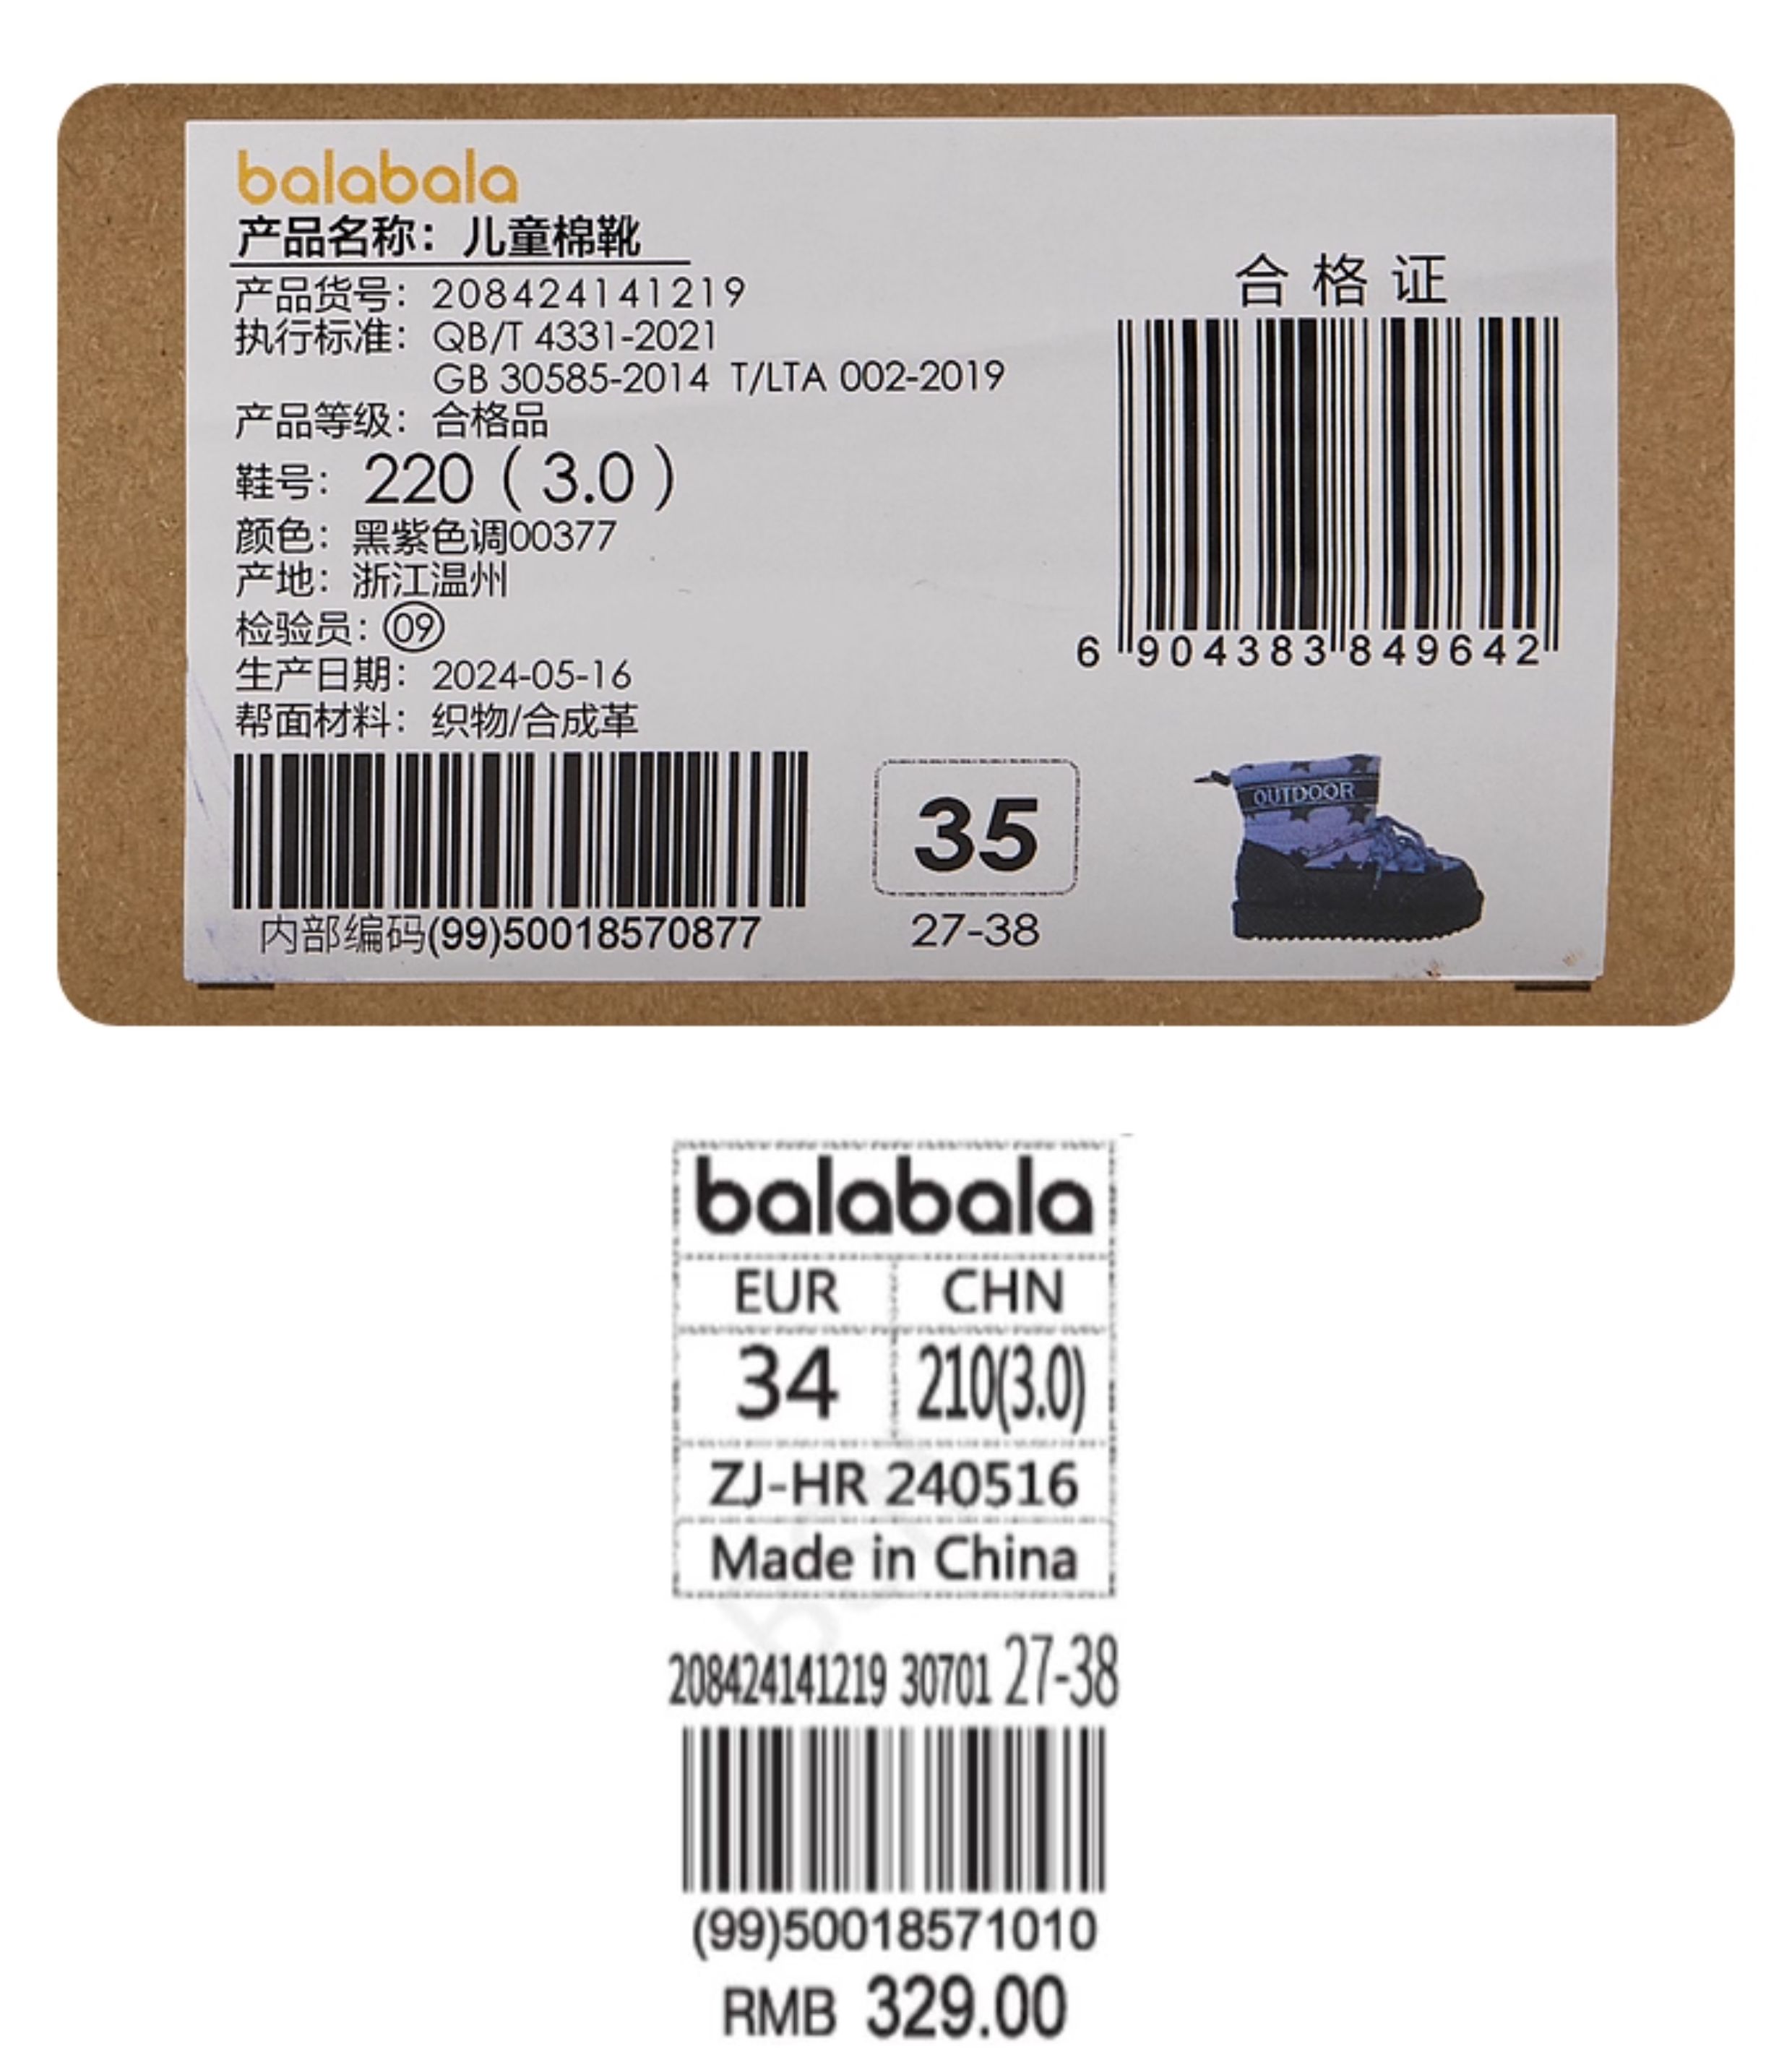 balabala
产品名称：儿童棉靴
产品货号：208424141219
执行标准：QB/T 4331-2021
GB 30585-2014 T/LTA 002-2019
产品等级：合格品
鞋号：220（3.0）
颜色：黑紫色调00377
产地：浙江温州
检验员：09
生产日期：2024-05-16
帮面材料：织物/合成革
内部编码(99)50018570877
35
27-38
合格证
6 904383 849642
OUTDOOR
balabala
EUR CHN
34 210(3.0)
ZJ-HR 240516
Made in China
208424141219 30701 27-38
(99)50018571010
RMB 329.00